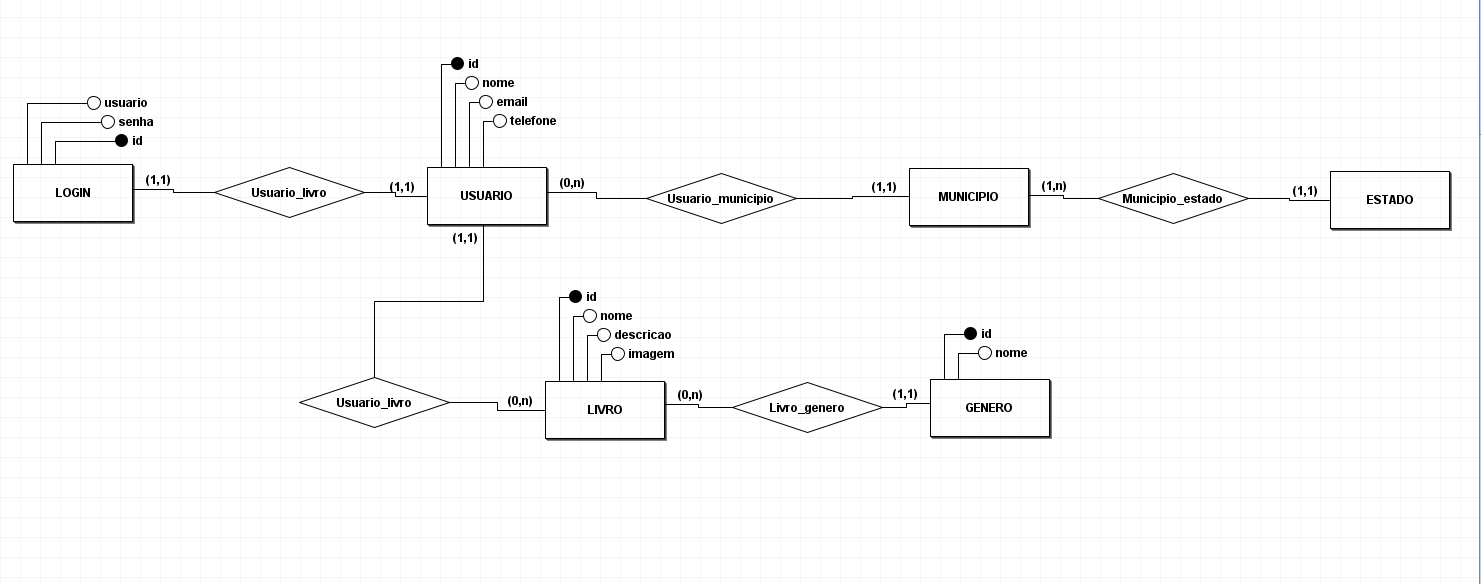 id
nome
email
telefone
usuario
senha
id
LOGIN
(1,1)
Usuario_livro
(1,1)
USUARIO
(0,n)
Usuario_municipio
(1,1)
MUNICIPIO
(1,n)
Municipio_estado
(1,1)
ESTADO
(1,1)
id
nome
descricao
imagem
id
nome
Usuario_livro
(0,n)
LIVRO
(0,n)
Livro_genero
(1,1)
GENERO